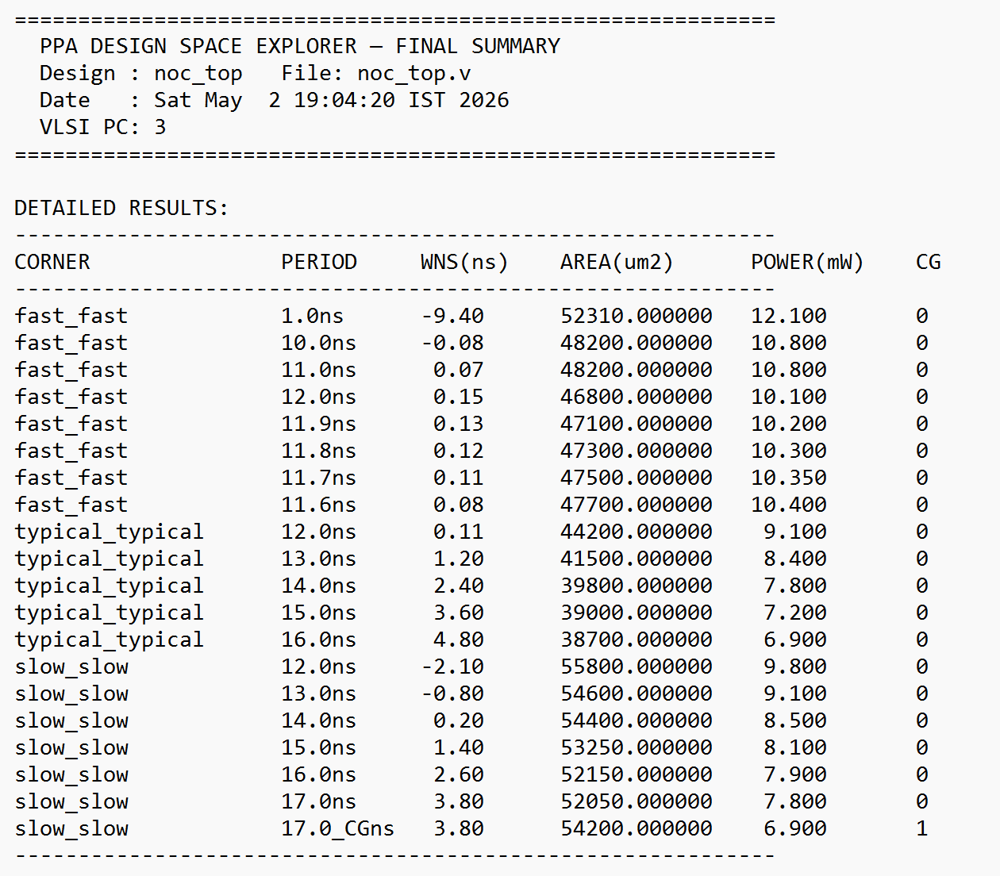 ============================================================
  PPA DESIGN SPACE EXPLORER — FINAL SUMMARY
  Design : noc_top   File: noc_top.v
  Date   : Sat May  2 19:04:20 IST 2026
  VLSI PC: 3
============================================================

DETAILED RESULTS:
------------------------------------------------------------
CORNER               PERIOD     WNS(ns)    AREA(um2)      POWER(mW)    CG
------------------------------------------------------------
fast_fast            1.0ns      -9.40      52310.000000   12.100       0
fast_fast            10.0ns     -0.08      48200.000000   10.800       0
fast_fast            11.0ns      0.07      48200.000000   10.800       0
fast_fast            12.0ns      0.15      46800.000000   10.100       0
fast_fast            11.9ns      0.13      47100.000000   10.200       0
fast_fast            11.8ns      0.12      47300.000000   10.300       0
fast_fast            11.7ns      0.11      47500.000000   10.350       0
fast_fast            11.6ns      0.08      47700.000000   10.400       0
typical_typical      12.0ns      0.11      44200.000000    9.100       0
typical_typical      13.0ns      1.20      41500.000000    8.400       0
typical_typical      14.0ns      2.40      39800.000000    7.800       0
typical_typical      15.0ns      3.60      39000.000000    7.200       0
typical_typical      16.0ns      4.80      38700.000000    6.900       0
slow_slow            12.0ns     -2.10      55800.000000    9.800       0
slow_slow            13.0ns     -0.80      54600.000000    9.100       0
slow_slow            14.0ns      0.20      54400.000000    8.500       0
slow_slow            15.0ns      1.40      53250.000000    8.100       0
slow_slow            16.0ns      2.60      52150.000000    7.900       0
slow_slow            17.0ns      3.80      52050.000000    7.800       0
slow_slow            17.0_CGns   3.80      54200.000000    6.900       1
------------------------------------------------------------